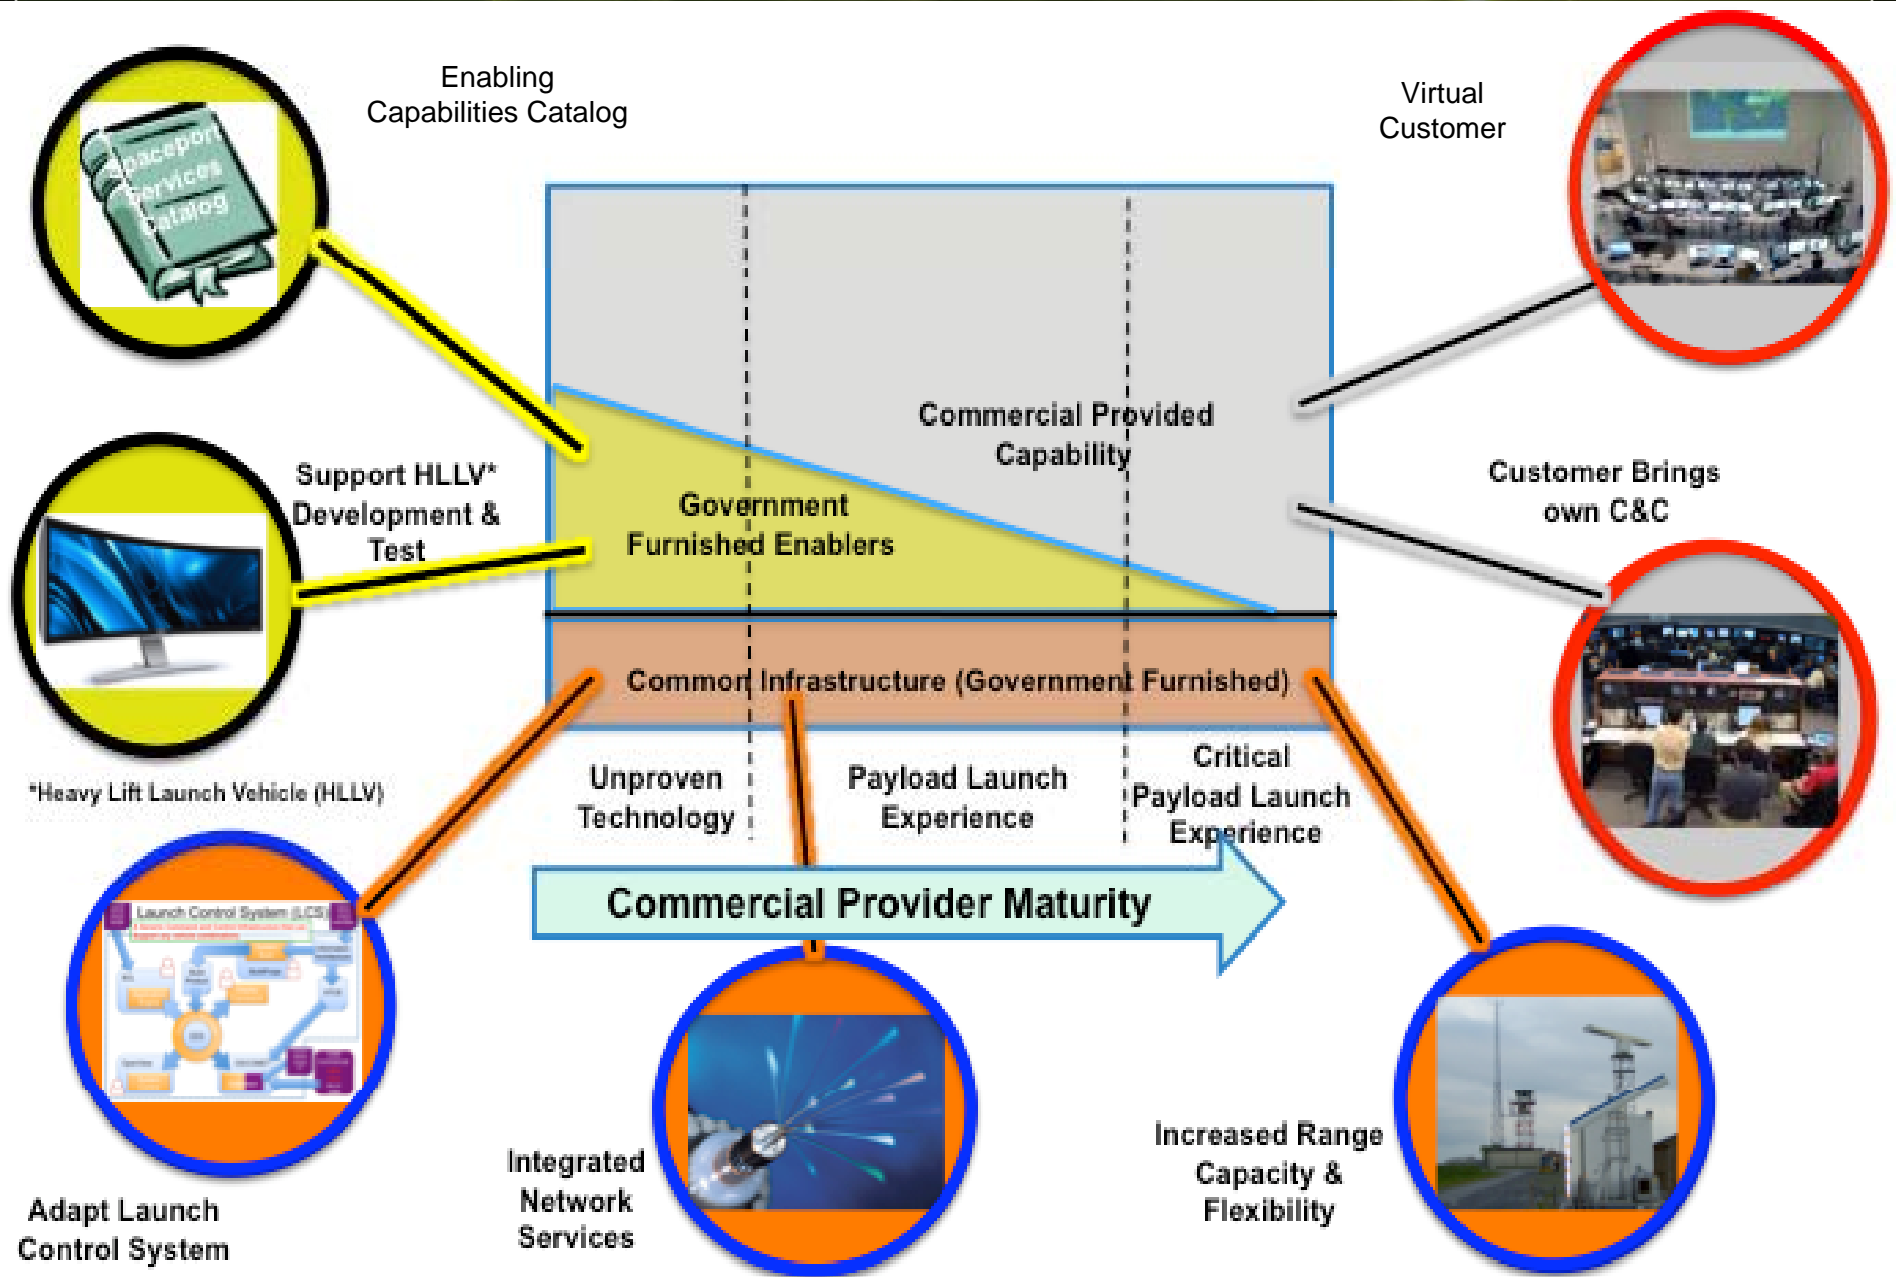 Enabling
Capabilities Catalog
Virtual
Customer
Spaceport
Services
Catalog
Commercial Provided
Capability
Support HLLV*
Development &
Test
Customer Brings
own C&C
Government
Furnished Enablers
Common Infrastructure (Government Furnished)
Unproven
Technology
Payload Launch
Experience
Critical
Payload Launch
Experience
*Heavy Lift Launch Vehicle (HLLV)
Commercial Provider Maturity
Launch Control System (LCS)
Adapt Launch
Control System
Integrated
Network
Services
Increased Range
Capacity &
Flexibility